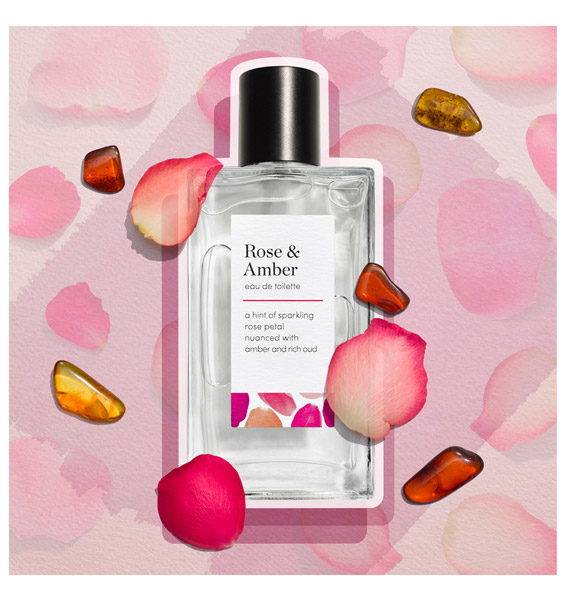 Rose &
Amber
eau de toilette
a hint of sparkling
rose petal
nuanced with
amber and rich oud